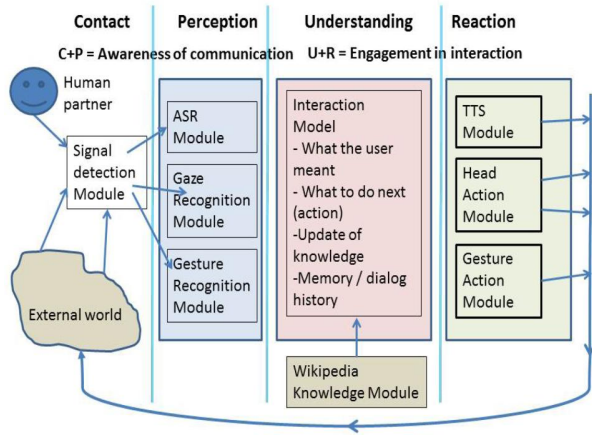 Contact
Perception
Understanding
Reaction
C+P = Awareness of communication
U+R = Engagement in interaction
Human
partner
Signal
detection
Module
External world
ASR
Module
Gaze
Recognition
Module
Gesture
Recognition
Module
Interaction
Model
- What the user
meant
- What to do next
(action)
-Update of
knowledge
-Memory / dialog
history
Wikipedia
Knowledge Module
TTS
Module
Head
Action
Module
Gesture
Action
Module